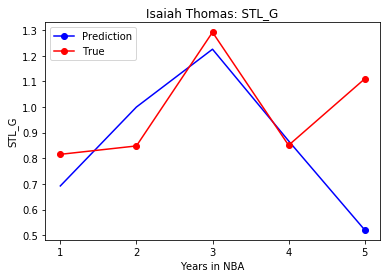 Isaiah Thomas: STL_G
Prediction
True
1.3
1.2
1.1
1.0
0.9
0.8
0.7
0.6
0.5
STL_G
1 2 3 4 5
Years in NBA